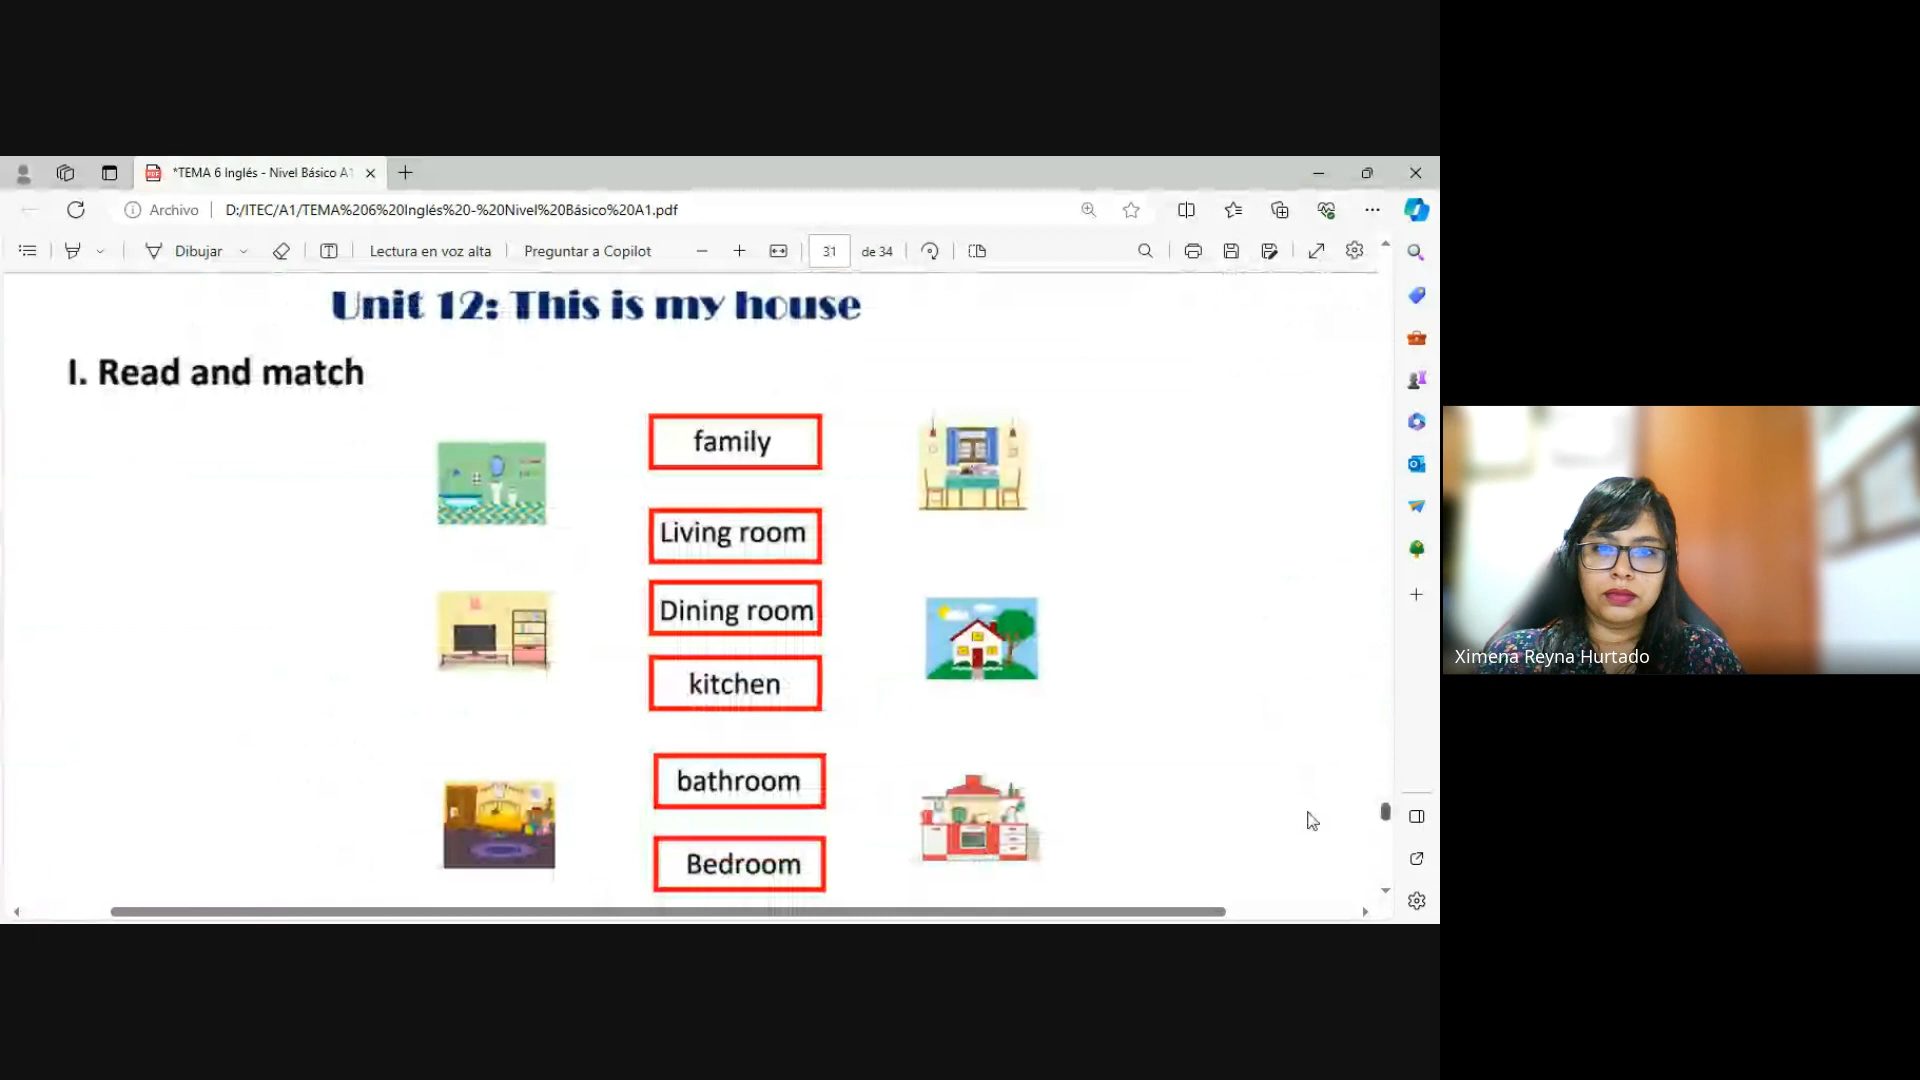 *TEMA 6 Inglés - Nivel Básico A1
Archivo
D:/ITEC/A1/TEMA%206%20Inglés%20-%20Nivel%20Básico%20A1.pdf
Dibujar
Lectura en voz alta
Preguntar a Copilot
31
de 34
Unit 12: This is my house
I. Read and match
family
Living room
Dining room
kitchen
bathroom
Bedroom
Ximena Reyna Hurtado